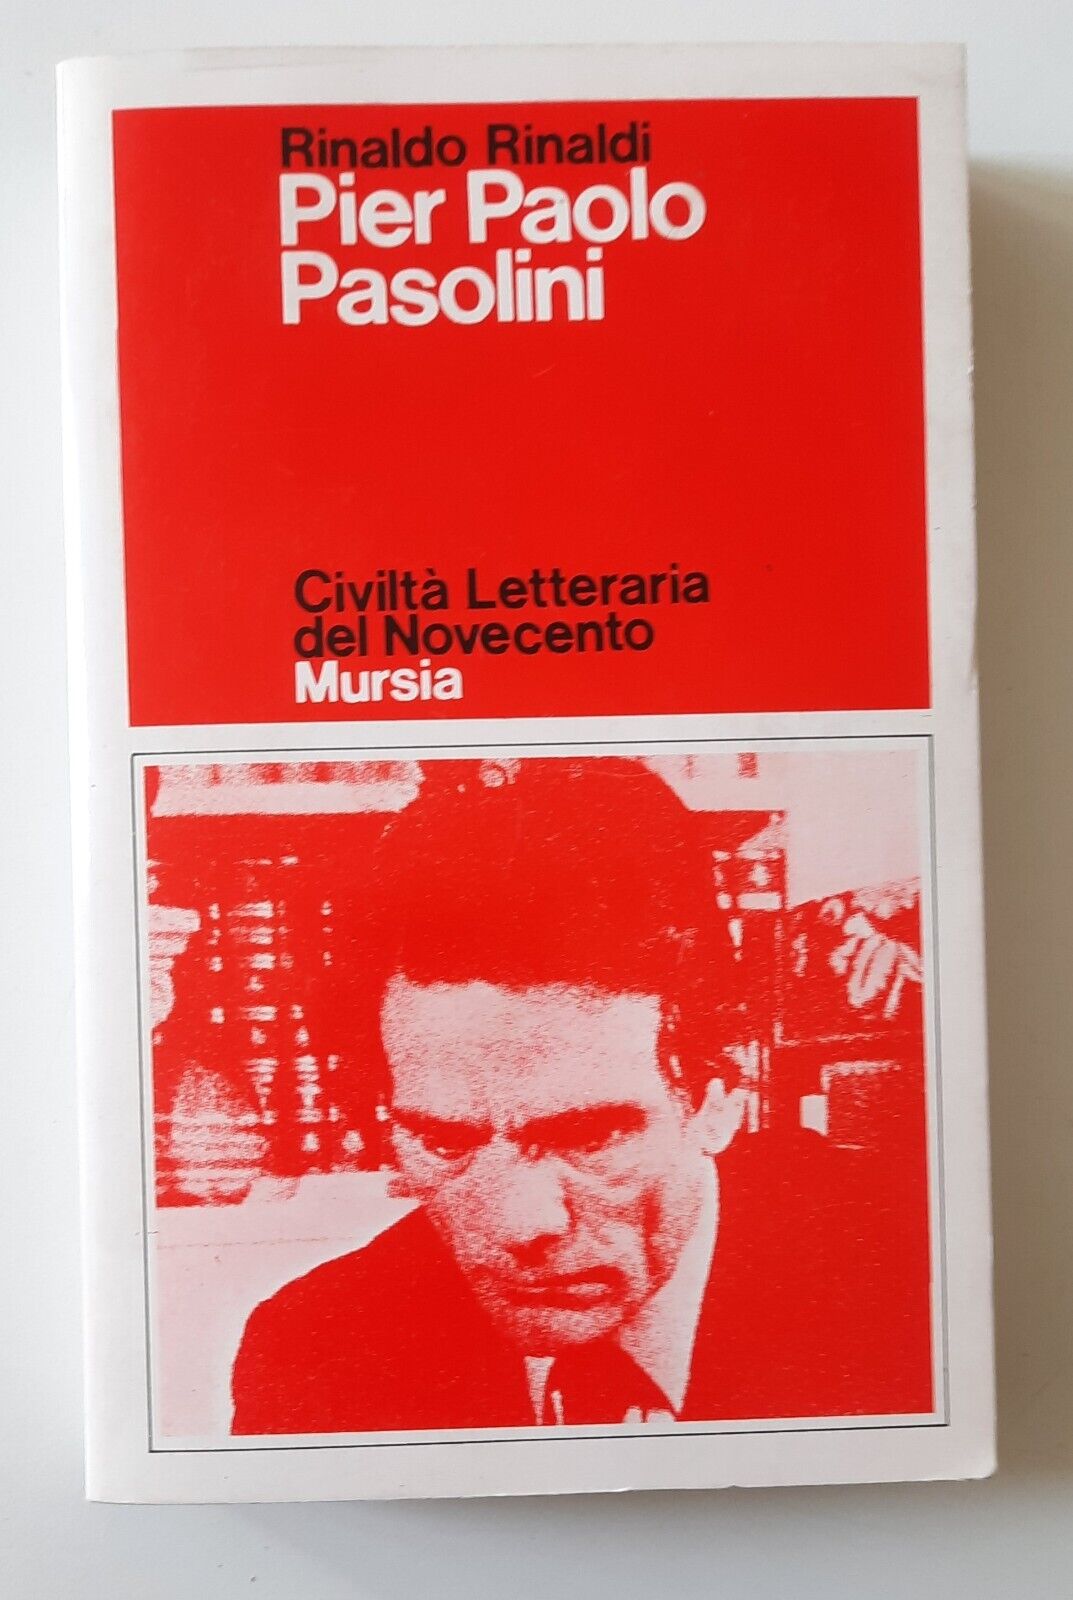 Rinaldo Rinaldi
Pier Paolo
Pasolini
Civiltà Letteraria
del Novecento
Mursia